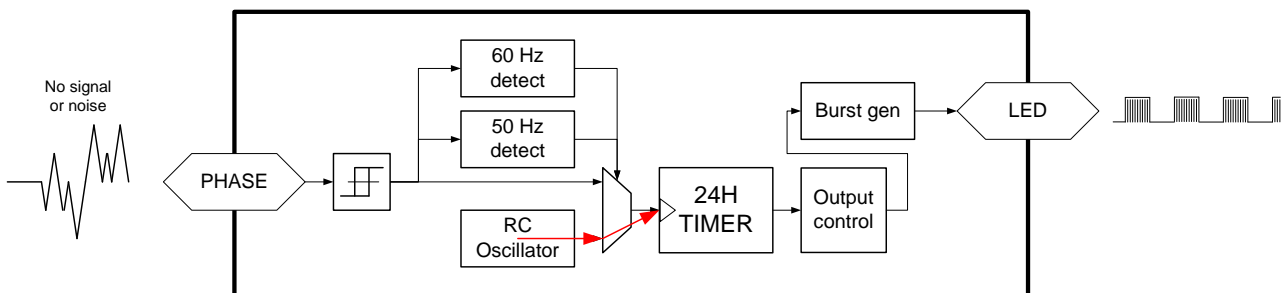 No signal
or noise
PHASE
60 Hz
detect
50 Hz
detect
RC
Oscillator
24H
TIMER
Output
control
Burst gen
LED